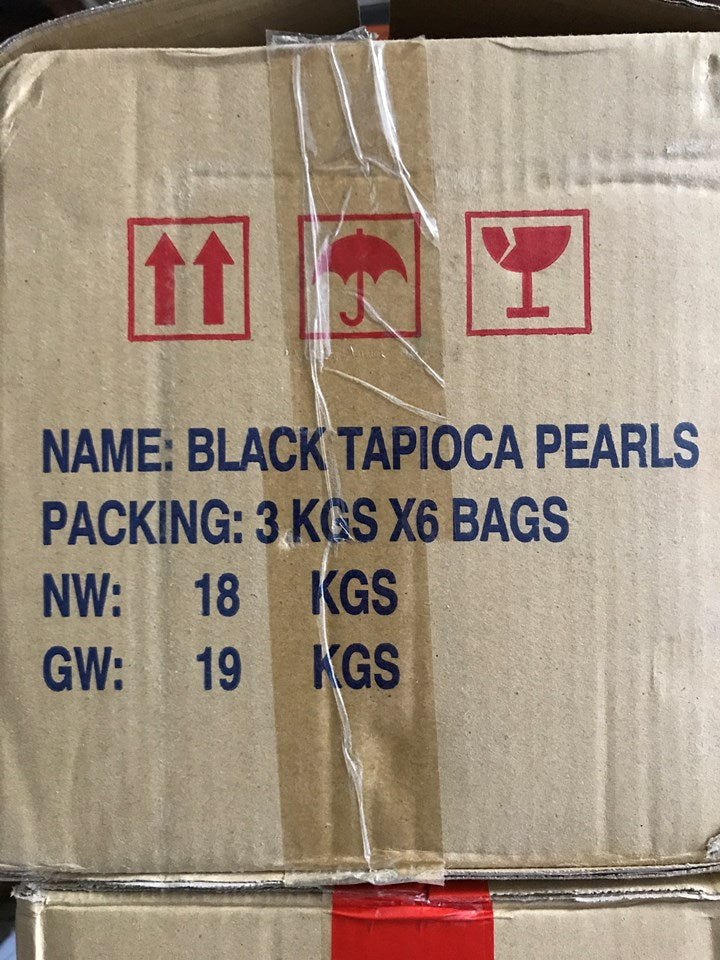 NAME: BLACK TAPIOCA PEARLS
PACKING: 3 KGS X6 BAGS
NW: 18 KGS
GW: 19 KGS